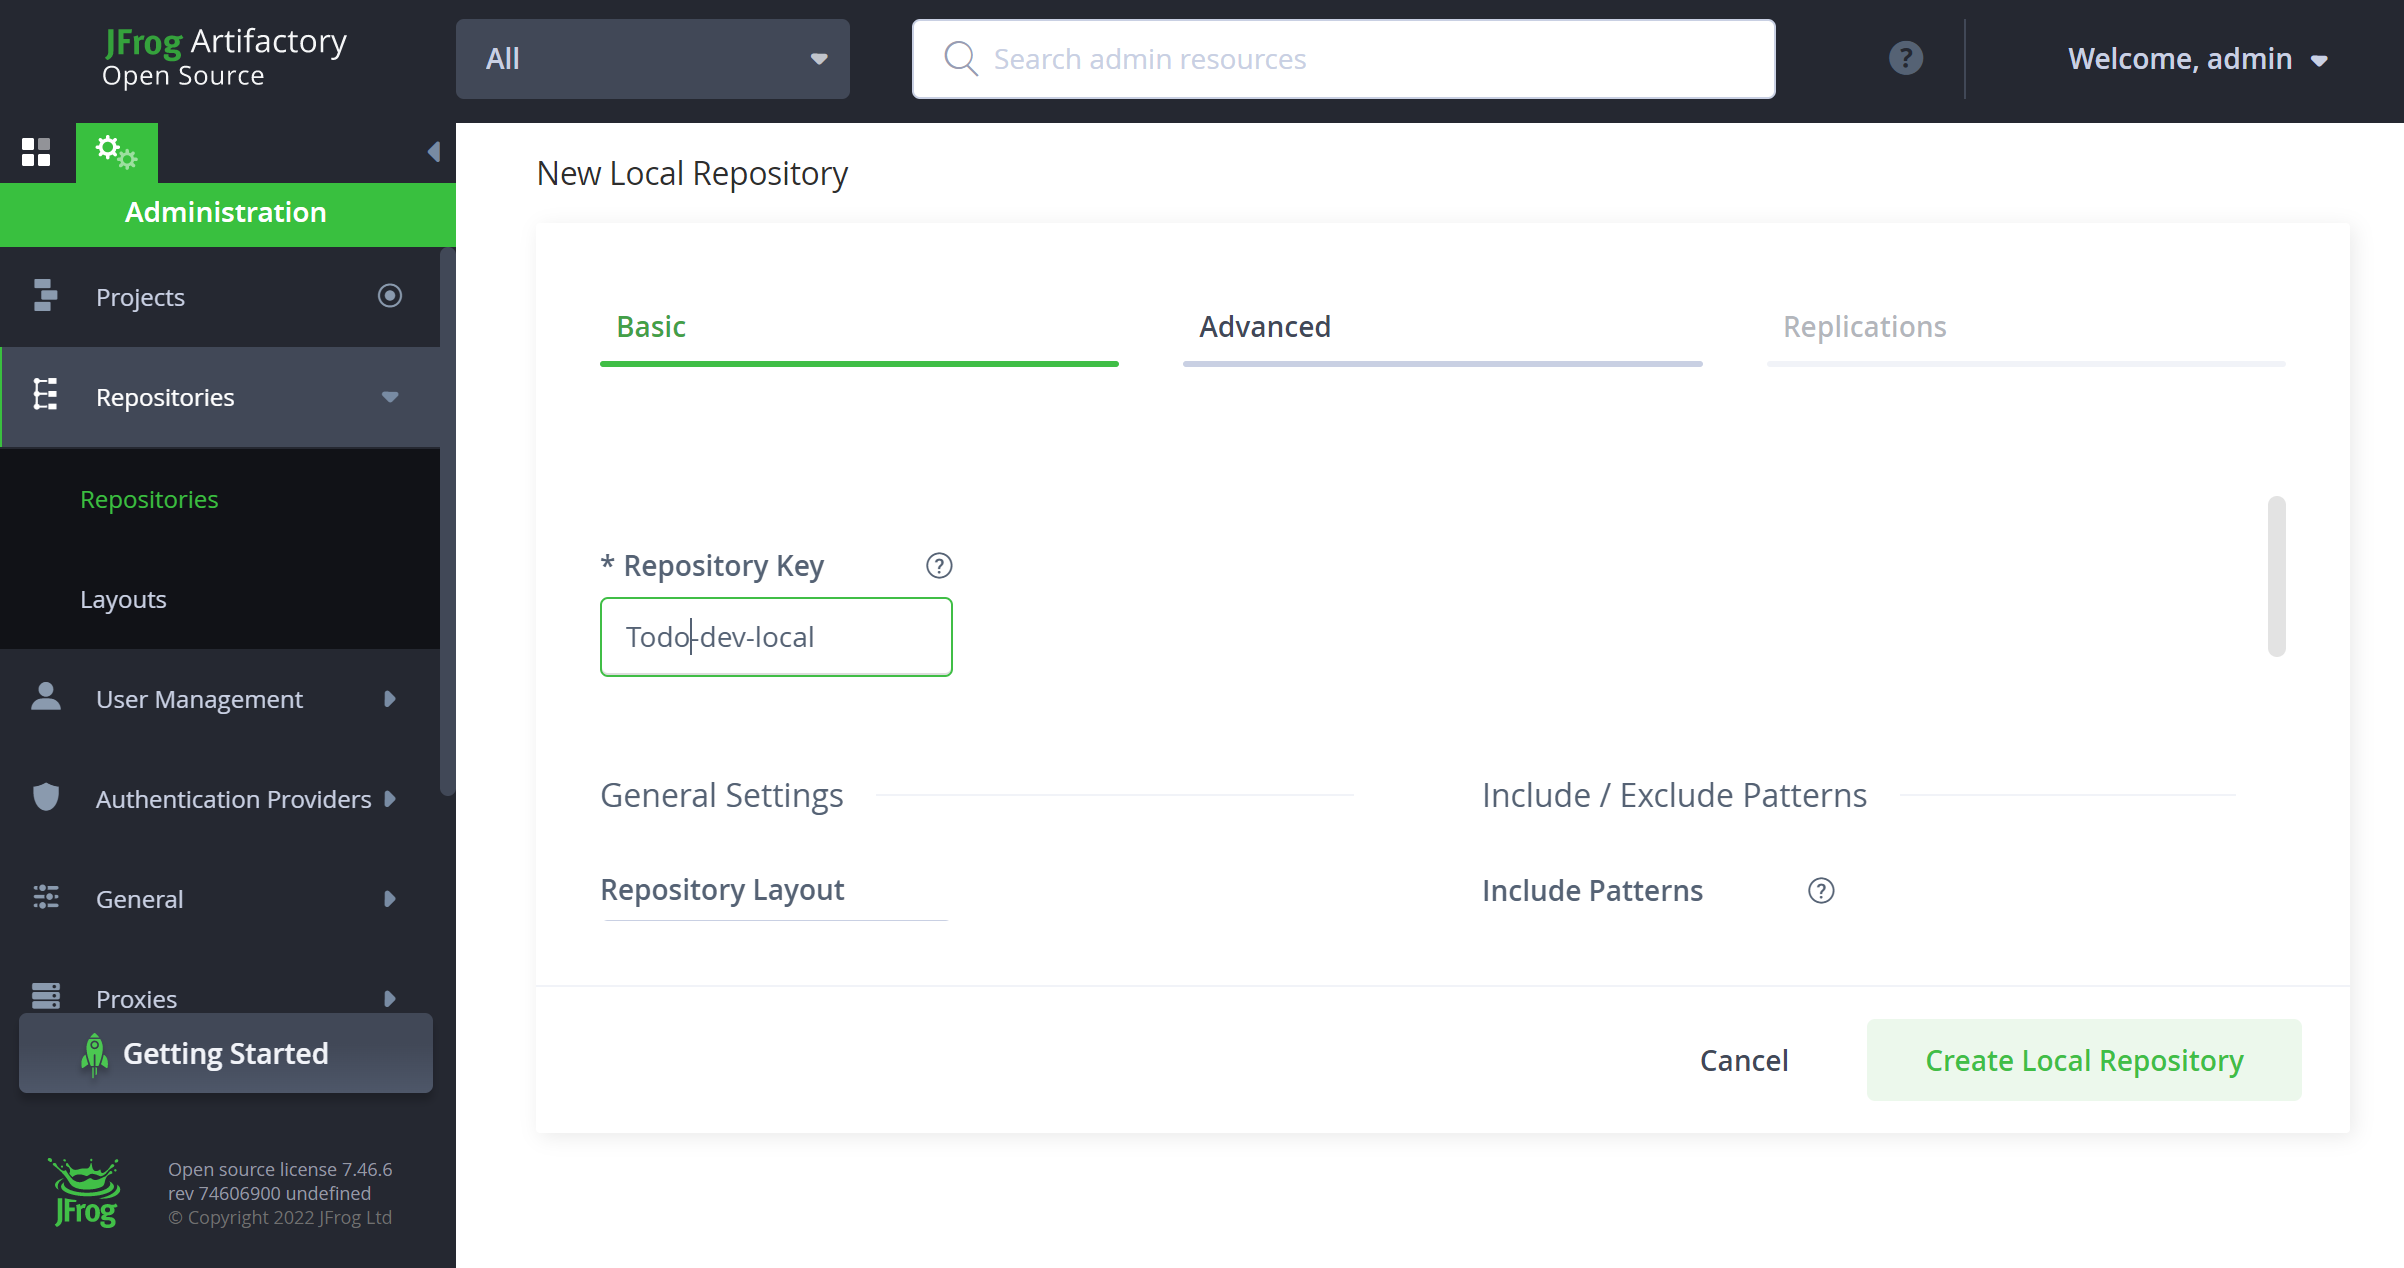 JFrog Artifactory
Open Source
All
Search admin resources
?
Welcome, admin
Administration
Projects
Repositories
Repositories
Layouts
User Management
Authentication Providers
General
Proxies
Getting Started
JFrog
Open source license 7.46.6
rev 74606900 undefined
© Copyright 2022 JFrog Ltd
New Local Repository
Basic
Advanced
Replications
* Repository Key ?
Todo-dev-local
General Settings
Repository Layout
Include / Exclude Patterns
Include Patterns ?
Cancel
Create Local Repository